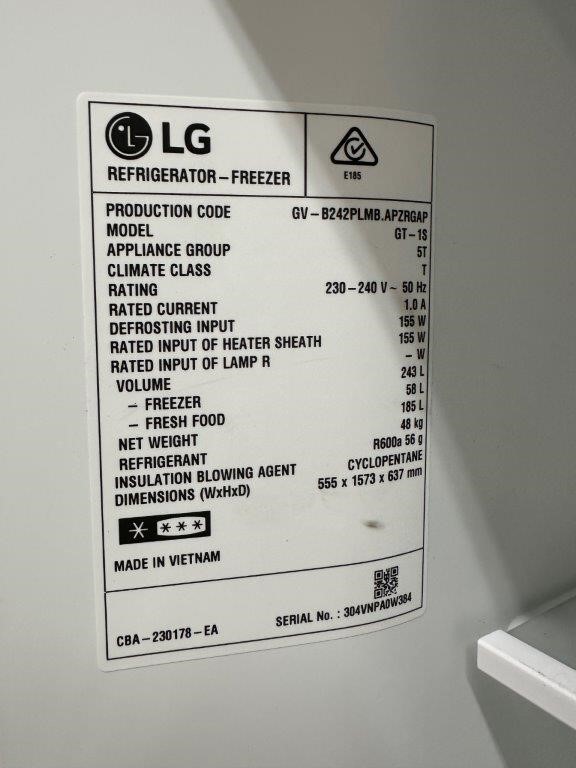 LG
REFRIGERATOR-FREEZER
E185
PRODUCTION CODE GV-B242PLMB.APZRGAP
MODEL GT-1S
APPLIANCE GROUP 5T
CLIMATE CLASS T
RATING 230-240 V~ 50 Hz
RATED CURRENT 1.0 A
DEFROSTING INPUT 155 W
RATED INPUT OF HEATER SHEATH 155 W
RATED INPUT OF LAMP R - W
VOLUME 243 L
- FREEZER 58 L
- FRESH FOOD 185 L
NET WEIGHT 48 kg
REFRIGERANT R600a 56 g
INSULATION BLOWING AGENT CYCLOPENTANE
DIMENSIONS (WxHxD) 555 x 1573 x 637 mm
MADE IN VIETNAM
CBA-230178-EA
SERIAL No. : 304VNPA0W384